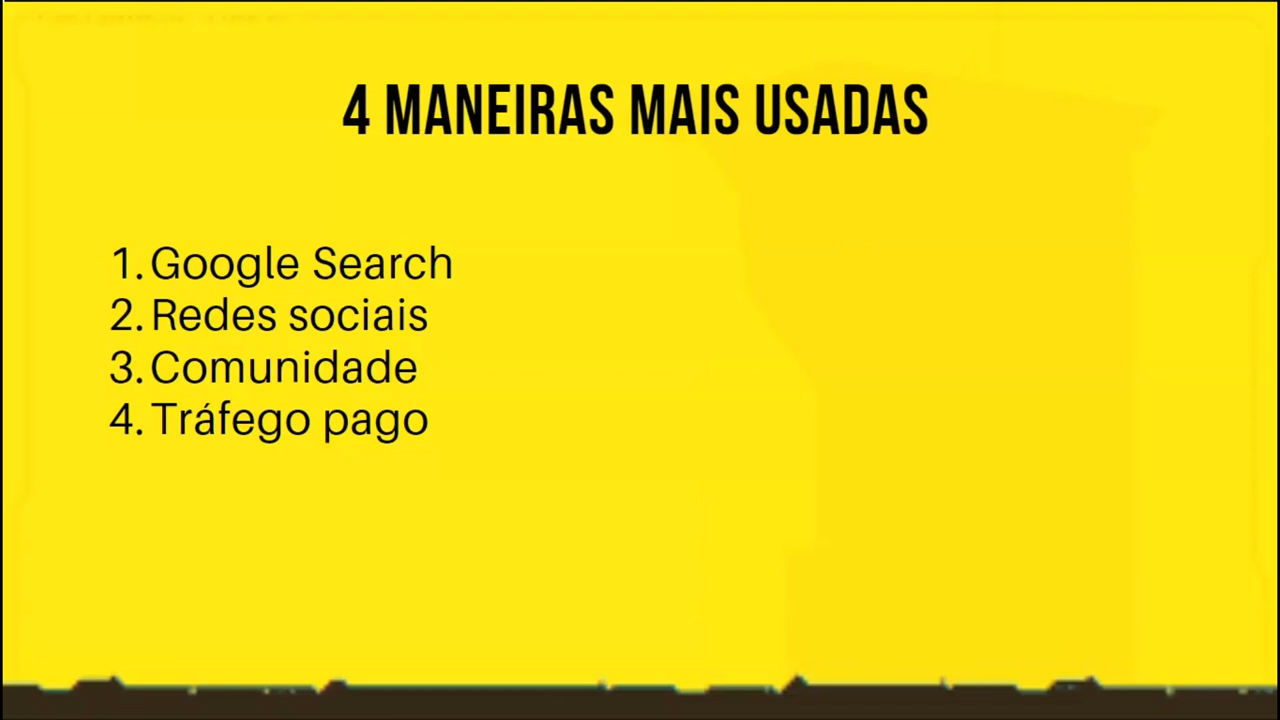 4 MANEIRAS MAIS USADAS
1. Google Search
2. Redes sociais
3. Comunidade
4. Tráfego pago